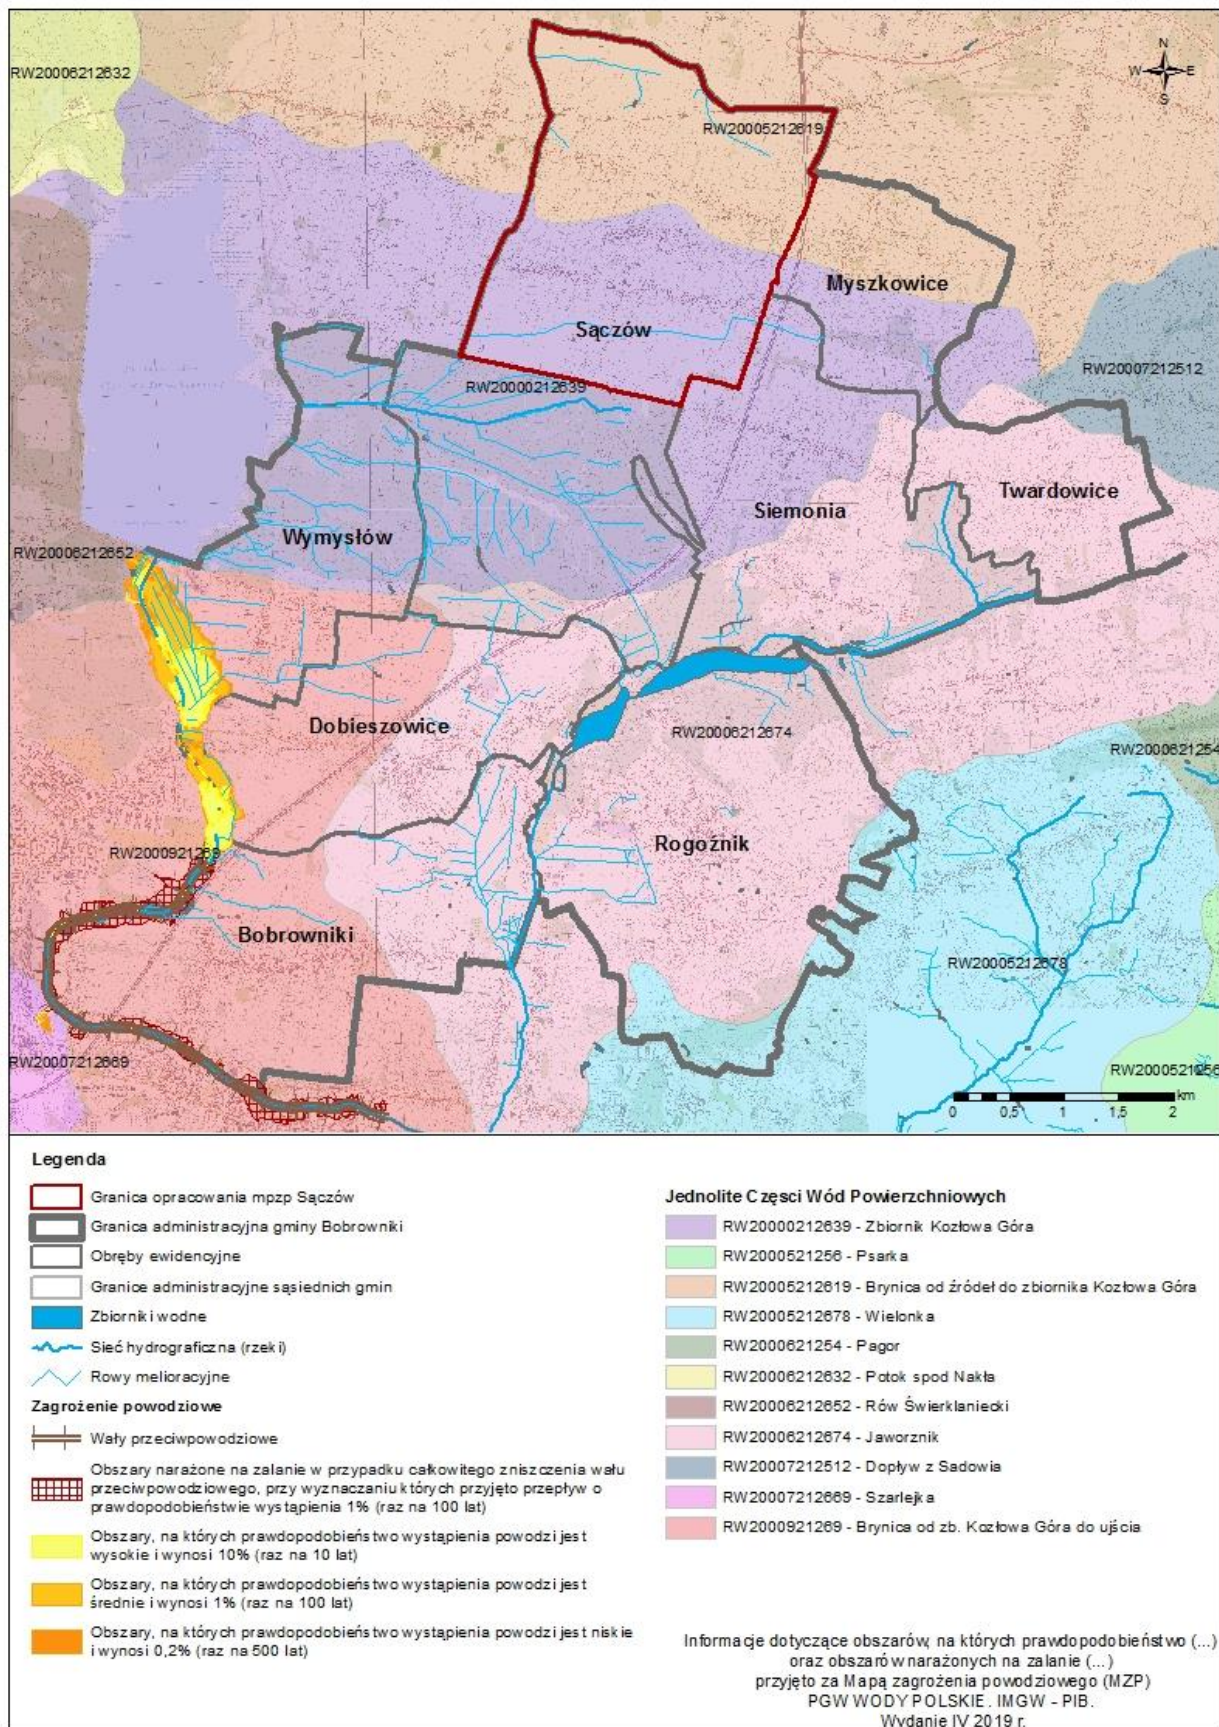 RW20006212632
N
W
E
S
RW20005212619
Myszkowice
Sączów
RW20007212512
RW20000212639
Twardowice
Siemonia
Wymysłów
RW20006212652
Dobieszowice
RW20006212674
RW2000621254
Rogoźnik
RW2000921269
Bobrowniki
RW20005212678
RW20007212669
RW2000521256
km
0 0,5 1 1,5 2
Legenda
Granica opracowania mpzp Sączów
Granica administracyjna gminy Bobrowniki
Obręby ewidencyjne
Granice administracyjne sąsiednich gmin
Zbiorniki wodne
Sieć hydrograficzna (rzeki)
Rowy melioracyjne
Zagrożenie powodziowe
Wały przeciwpowodziowe
Obszary narażone na zalanie w przypadku całkowitego zniszczenia wału
przeciwpowodziowego, przy wyznaczaniu których przyjęto przepływ o
prawdopodobieństwie wystąpienia 1% (raz na 100 lat)
Obszary, na których prawdopodobieństwo wystąpienia powodzi jest
wysokie i wynosi 10% (raz na 10 lat)
Obszary, na których prawdopodobieństwo wystąpienia powodzi jest
średnie i wynosi 1% (raz na 100 lat)
Obszary, na których prawdopodobieństwo wystąpienia powodzi jest niskie
i wynosi 0,2% (raz na 500 lat)
Jednolite Części Wód Powierzchniowych
RW20000212639 - Zbiornik Kozłowa Góra
RW2000521256 - Psarka
RW20005212619 - Brynica od źródeł do zbiornika Kozłowa Góra
RW20005212678 - Wielonka
RW2000621254 - Pagor
RW20006212632 - Potok spod Nakła
RW20006212652 - Rów Świerklaniecki
RW20006212674 - Jaworznik
RW20007212512 - Dopływ z Sadowia
RW20007212669 - Szarlejka
RW2000921269 - Brynica od zb. Kozłowa Góra do ujścia
Informacje dotyczące obszarów, na których prawdopodobieństwo (...)
oraz obszarów narażonych na zalanie (...)
przyjęto za Mapą zagrożenia powodziowego (MZP)
PGW WODY POLSKIE. IMGW - PIB.
Wydanie IV 2019 r.